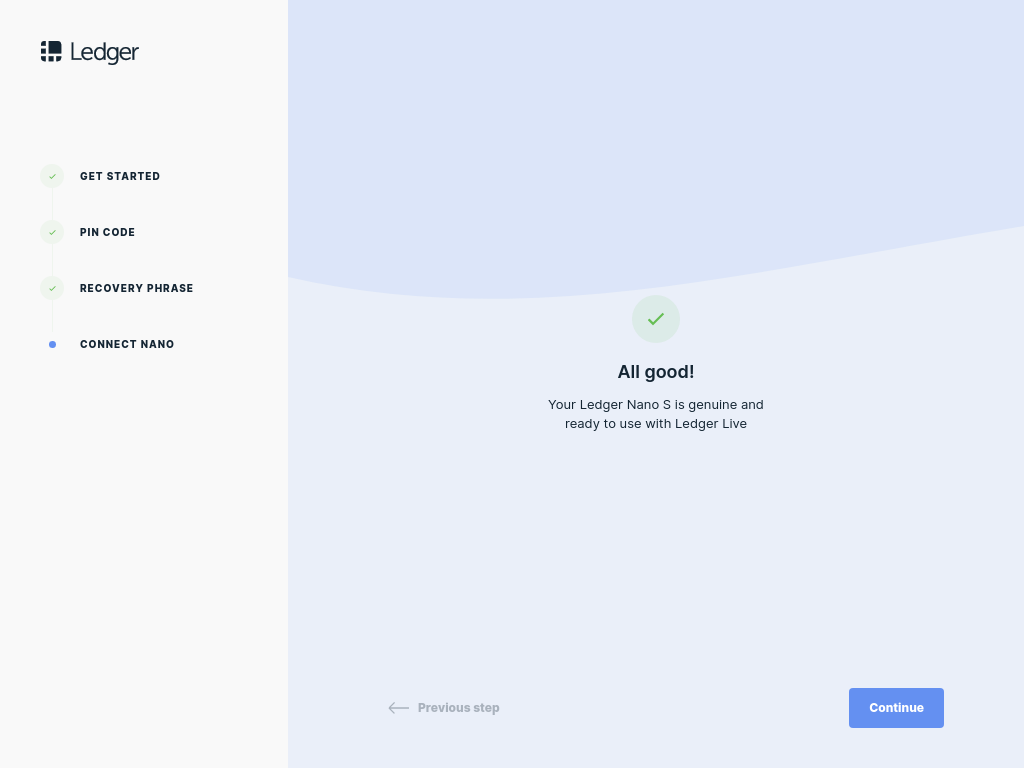 Ledger
GET STARTED
PIN CODE
RECOVERY PHRASE
CONNECT NANO
All good!
Your Ledger Nano S is genuine and
ready to use with Ledger Live
Previous step
Continue